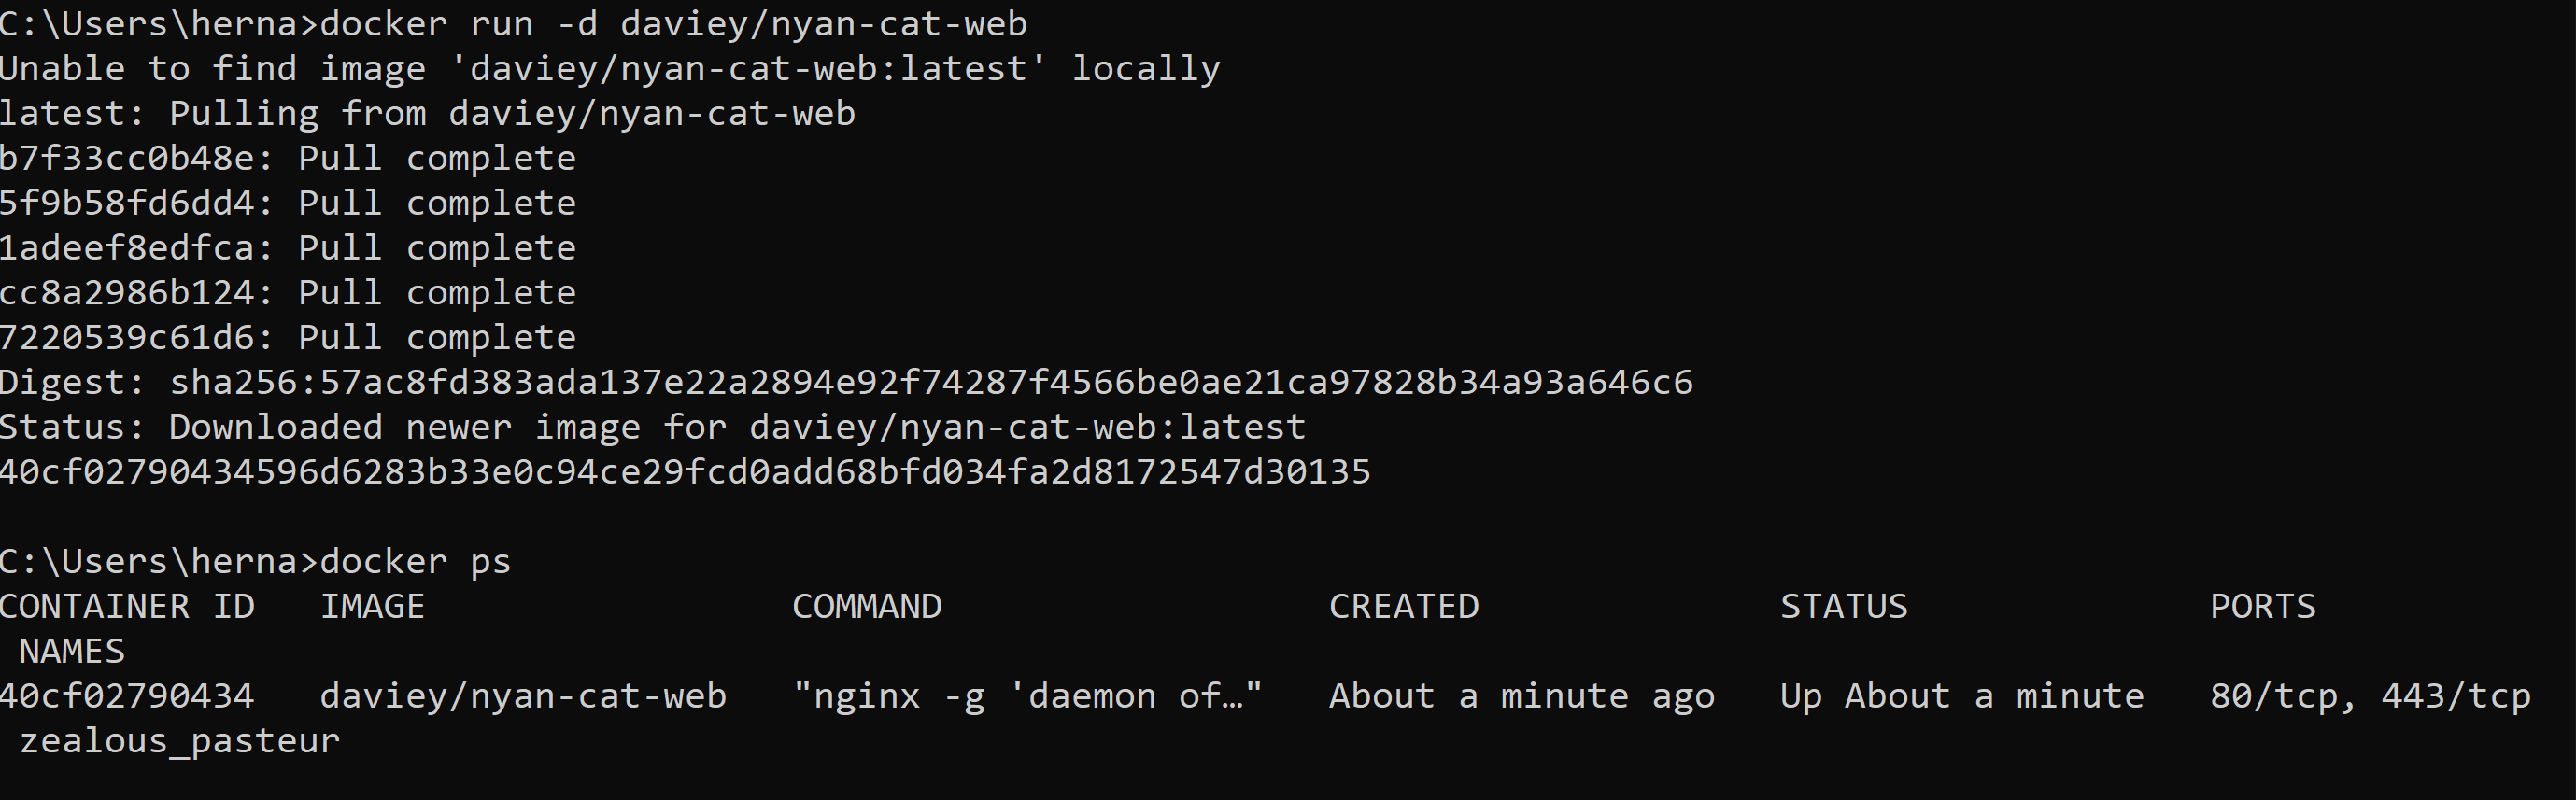 C:\Users\herna>docker run -d daviey/nyan-cat-web
Unable to find image 'daviey/nyan-cat-web:latest' locally
latest: Pulling from daviey/nyan-cat-web
b7f33cc0b48e: Pull complete
5f9b58fd6dd4: Pull complete
1adeef8edfca: Pull complete
cc8a2986b124: Pull complete
7220539c61d6: Pull complete
Digest: sha256:57ac8fd383ada137e22a2894e92f74287f4566be0ae21ca97828b34a93a646c6
Status: Downloaded newer image for daviey/nyan-cat-web:latest
40cf02790434596d6283b33e0c94ce29fcd0add68bfd034fa2d8172547d30135

C:\Users\herna>docker ps
CONTAINER ID   IMAGE                 COMMAND                  CREATED              STATUS              PORTS
 NAMES
40cf02790434   daviey/nyan-cat-web   "nginx -g 'daemon of…"   About a minute ago   Up About a minute   80/tcp, 443/tcp
 zealous_pasteur